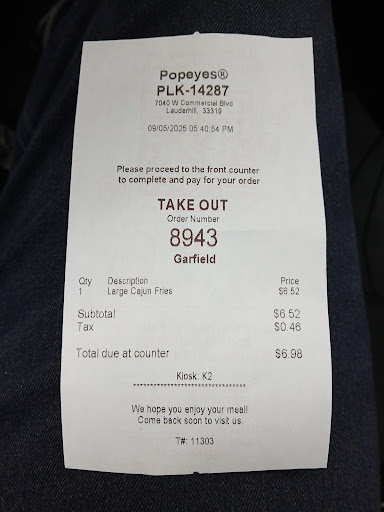 Popeyes®
PLK-14287
7040 W Commercial Blvd
Lauderhill, 33319
09/05/2025 05:40:54 PM
Please proceed to the front counter
to complete and pay for your order
TAKE OUT
Order Number
8943
Garfield
Qty Description Price
1 Large Cajun Fries $6.52
Subtotal $6.52
Tax $0.46
Total due at counter $6.98
Kiosk: K2
********************************
We hope you enjoy your meal!
Come back soon to visit us.
T#: 11303